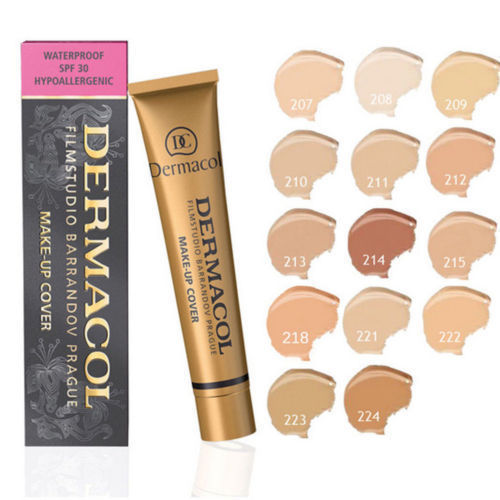 WATERPROOF
SPF 30
HYPOALLERGENIC
DERMACOL
FILMSTUDIO BARRANDOV PRAGUE
MAKE-UP COVER
DC
Dermacol
DERMACOL
FILMSTUDIO BARRANDOV PRAGUE
MAKE-UP COVER
207
208
209
210
211
212
213
214
215
218
221
222
223
224